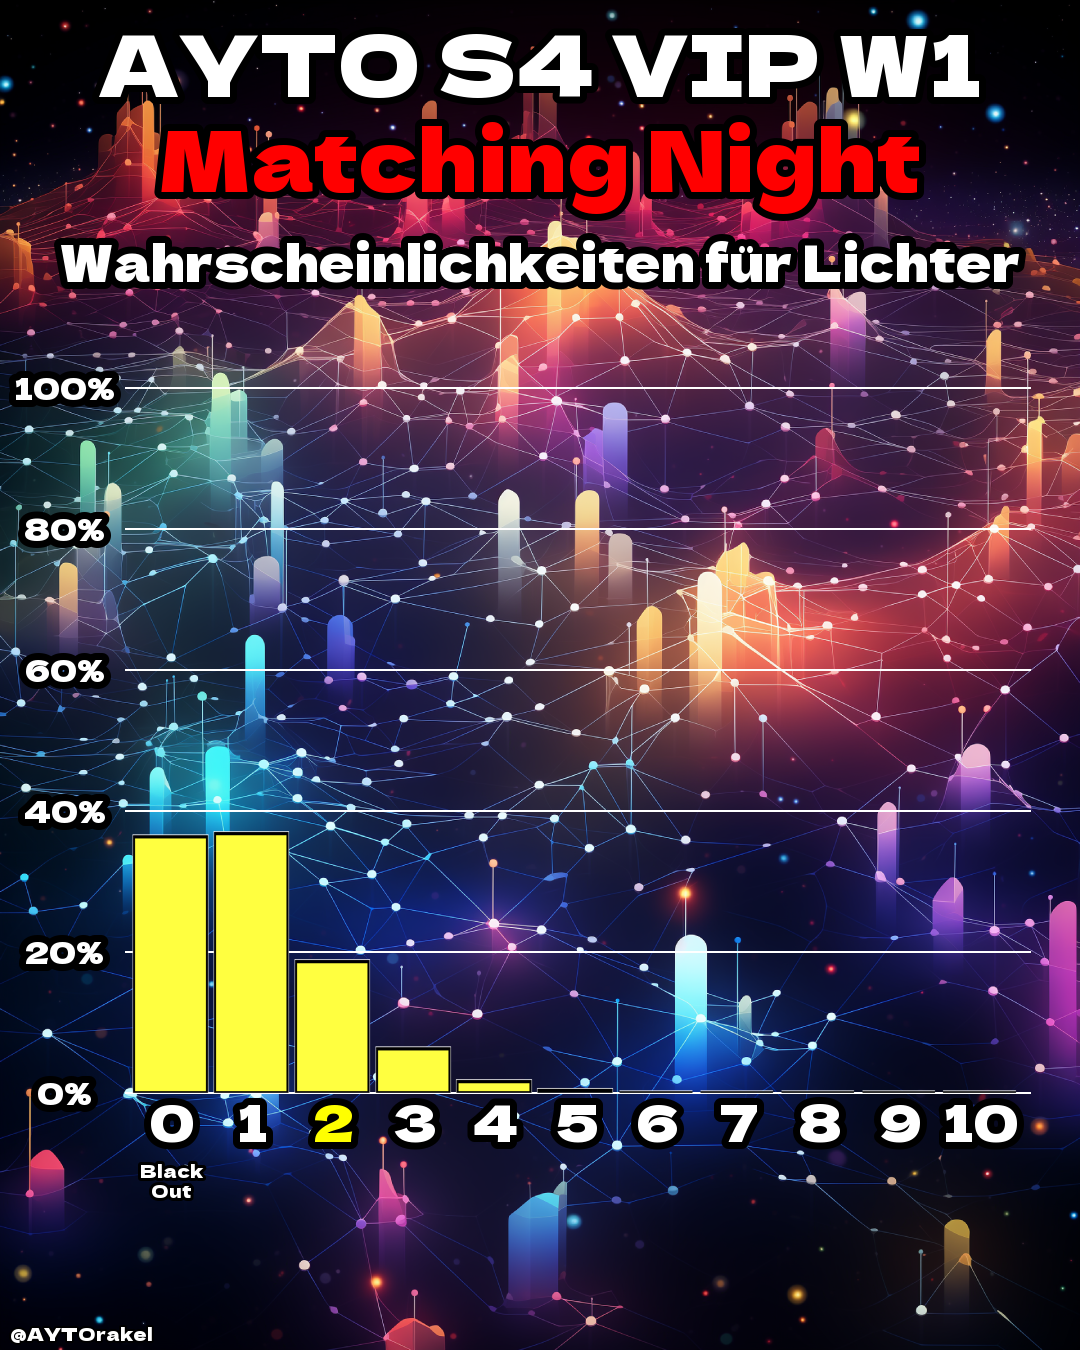 AYTO S4 VIP W1
Matching Night
Wahrscheinlichkeiten für Lichter
100%
80%
60%
40%
20%
0%
0 1 2 3 4 5 6 7 8 9 10
Black
Out
@AYTOrakel